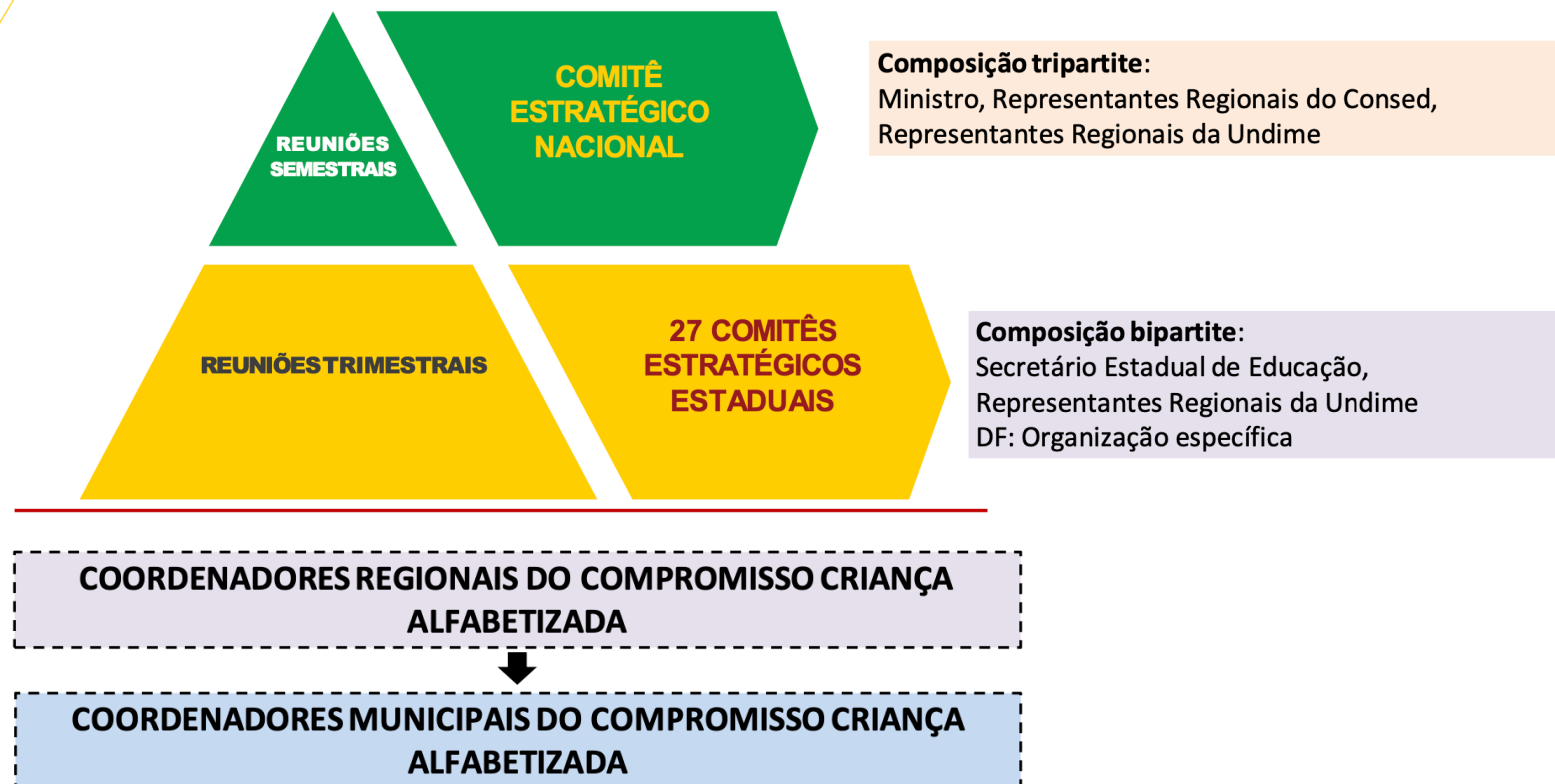 REUNIÕES
SEMESTRAIS
COMITÊ
ESTRATÉGICO
NACIONAL
Composição tripartite:
Ministro, Representantes Regionais do Consed,
Representantes Regionais da Undime
REUNIÕES TRIMESTRAIS
27 COMITÊS
ESTRATÉGICOS
ESTADUAIS
Composição bipartite:
Secretário Estadual de Educação,
Representantes Regionais da Undime
DF: Organização específica
COORDENADORES REGIONAIS DO COMPROMISSO CRIANÇA
ALFABETIZADA
COORDENADORES MUNICIPAIS DO COMPROMISSO CRIANÇA
ALFABETIZADA